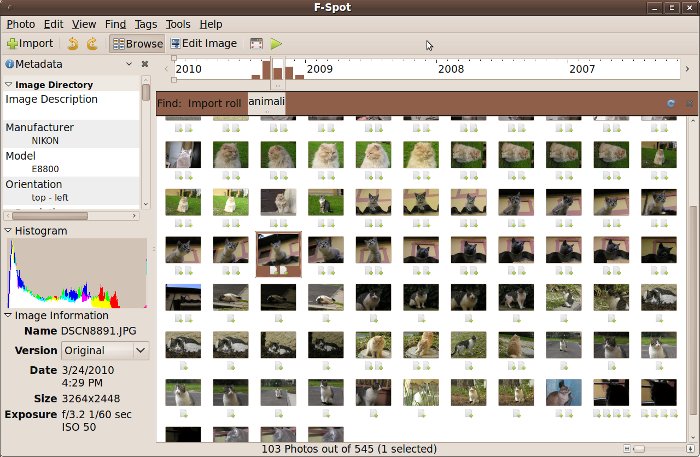 F-Spot
Photo Edit View Find Tags Tools Help
Import Browse Edit Image
Metadata
2010 2009 2008 2007
Image Directory
Find: Import roll animali
Image Description
Manufacturer
NIKON
Model
E8800
Orientation
top - left
Histogram
Image Information
Name DSCN8891.JPG
Version Original
Date 3/24/2010
4:29 PM
Size 3264x2448
Exposure f/3.2 1/60 sec
ISO 50
103 Photos out of 545 (1 selected)